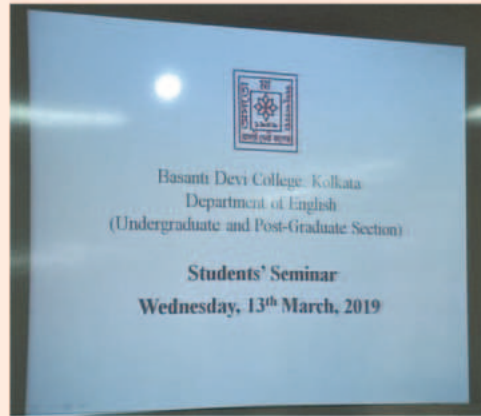 Basanti Devi College, Kolkata
Department of English
(Undergraduate and Post-Graduate Section)
Students' Seminar
Wednesday, 13th March, 2019